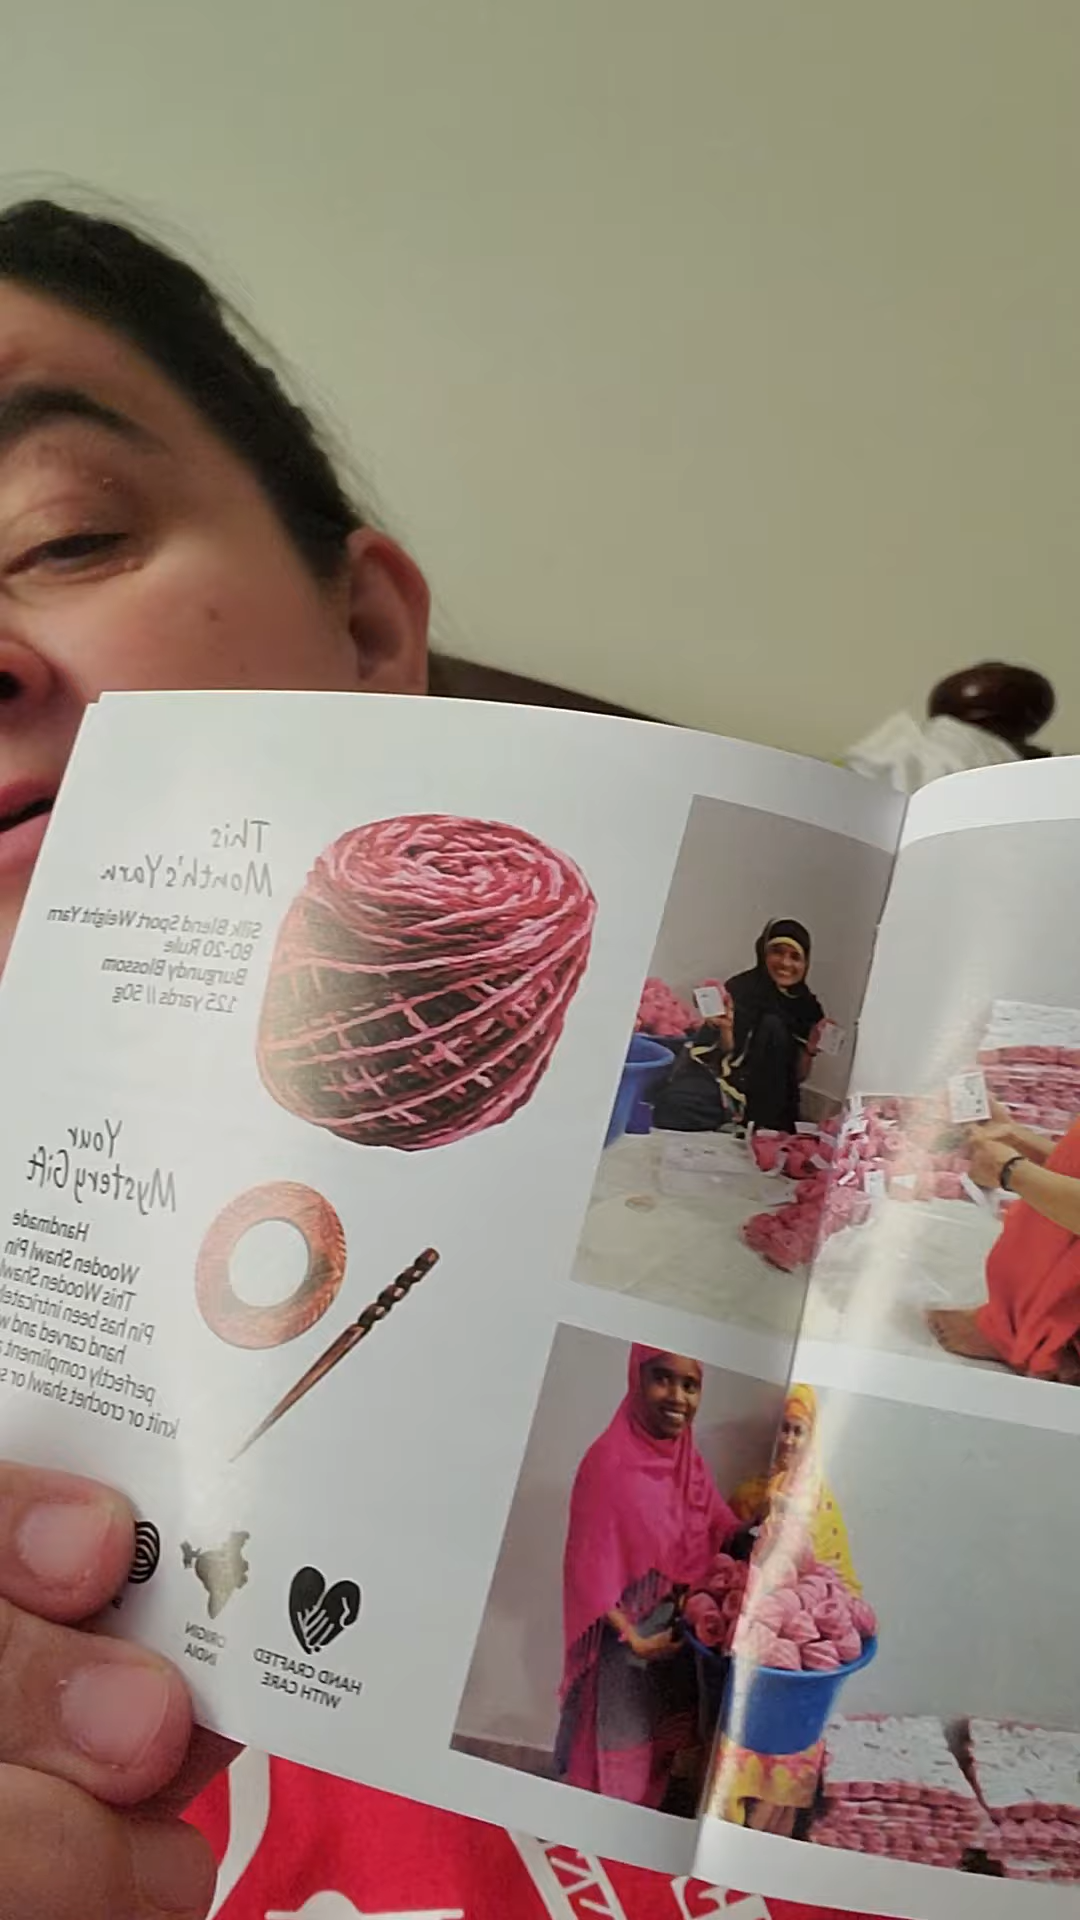 This
Month's Yarn
Silk Blend Sport Weight Yarn
80-20 Rule
Burgundy Blossom
125 yards // 50g
Your
Mystery Gift
Handmade
Wooden Shawl Pin
This Wooden Shawl
Pin has been intricatel
hand carved and w
perfectly compliment a
knit or crochet shawl or s
ORIGIN
INDIA
HAND CRAFTED
WITH CARE